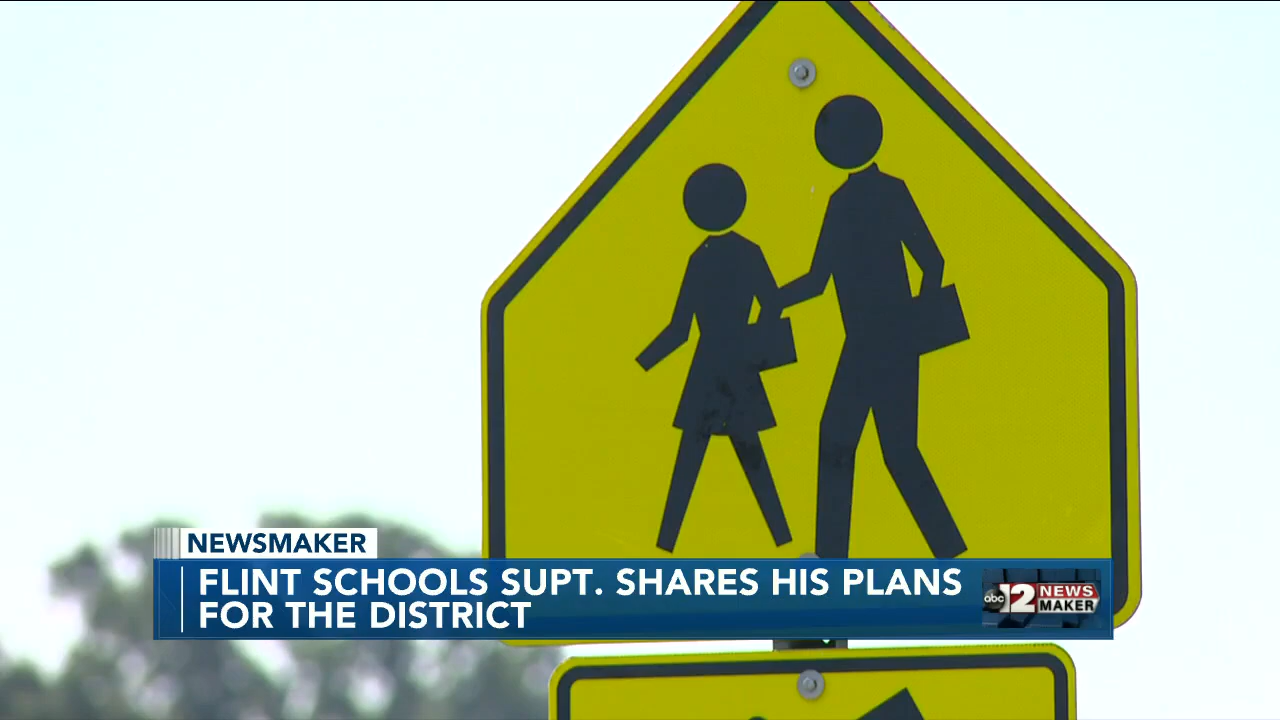 NEWSMAKER
FLINT SCHOOLS SUPT. SHARES HIS PLANS
FOR THE DISTRICT
abc 12 NEWS
MAKER